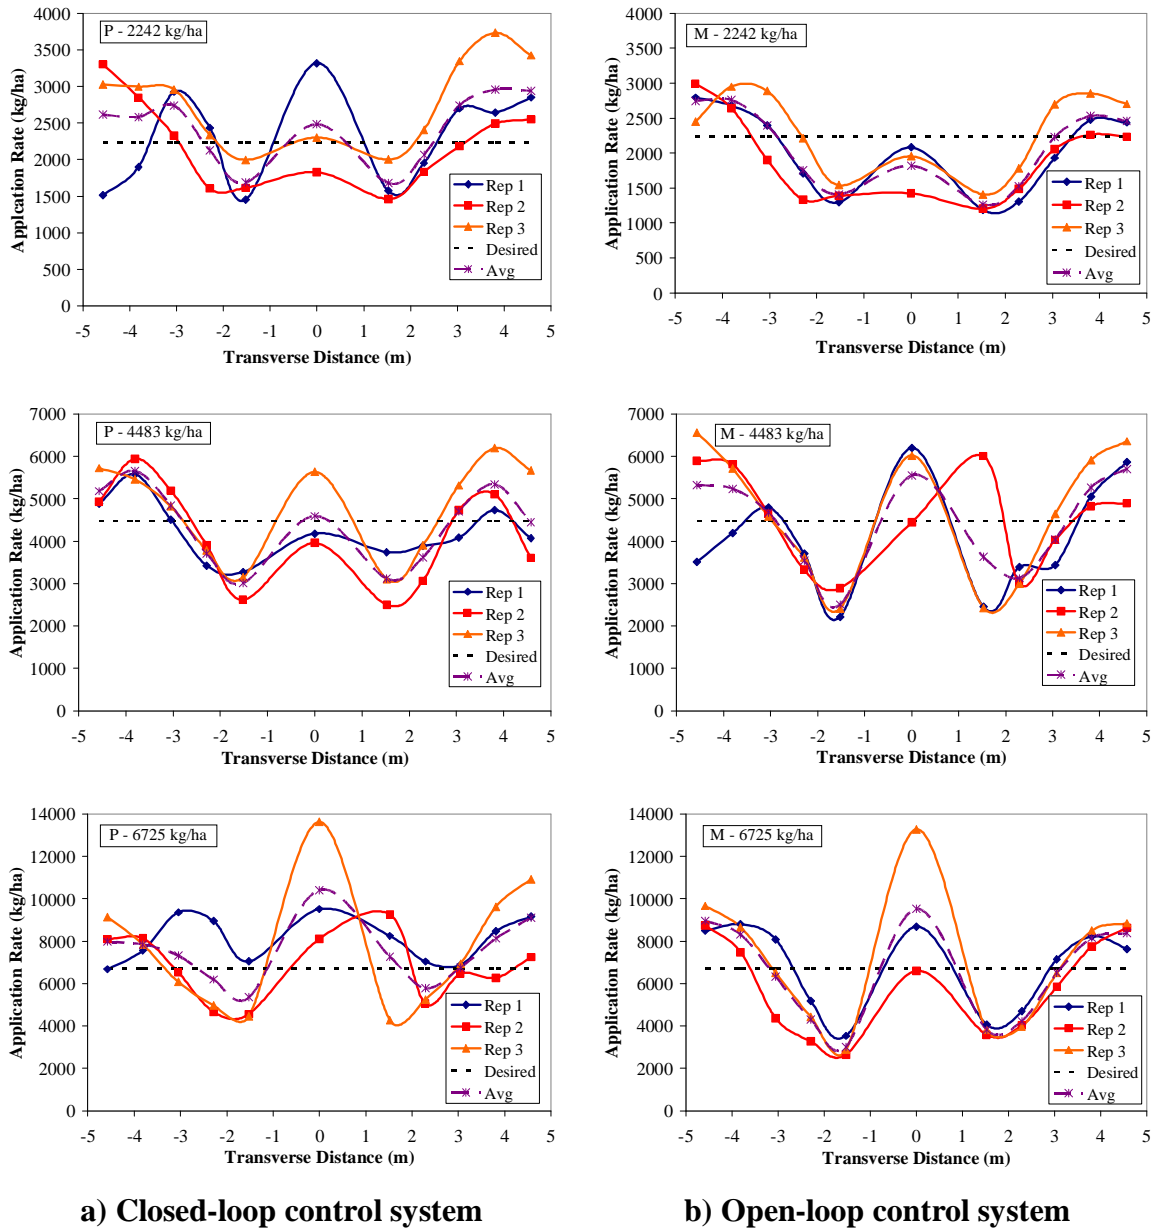 P - 2242 kg/ha
Application Rate (kg/ha)
4000
3500
3000
2500
2000
1500
1000
500
0
-5 -4 -3 -2 -1 0 1 2 3 4 5
Transverse Distance (m)
Rep 1
Rep 2
Rep 3
Desired
Avg
M - 2242 kg/ha
Application Rate (kg/ha)
4000
3500
3000
2500
2000
1500
1000
500
0
-5 -4 -3 -2 -1 0 1 2 3 4 5
Transverse Distance (m)
Rep 1
Rep 2
Rep 3
Desired
Avg
P - 4483 kg/ha
Application Rate (kg/ha)
7000
6000
5000
4000
3000
2000
1000
0
-5 -4 -3 -2 -1 0 1 2 3 4 5
Transverse Distance (m)
Rep 1
Rep 2
Rep 3
Desired
Avg
M - 4483 kg/ha
Application Rate (kg/ha)
7000
6000
5000
4000
3000
2000
1000
0
-5 -4 -3 -2 -1 0 1 2 3 4 5
Transverse Distance (m)
Rep 1
Rep 2
Rep 3
Desired
Avg
P - 6725 kg/ha
Application Rate (kg/ha)
14000
12000
10000
8000
6000
4000
2000
0
-5 -4 -3 -2 -1 0 1 2 3 4 5
Transverse Distance (m)
Rep 1
Rep 2
Rep 3
Desired
Avg
M - 6725 kg/ha
Application Rate (kg/ha)
14000
12000
10000
8000
6000
4000
2000
0
-5 -4 -3 -2 -1 0 1 2 3 4 5
Transverse Distance (m)
Rep 1
Rep 2
Rep 3
Desired
Avg
a) Closed-loop control system
b) Open-loop control system